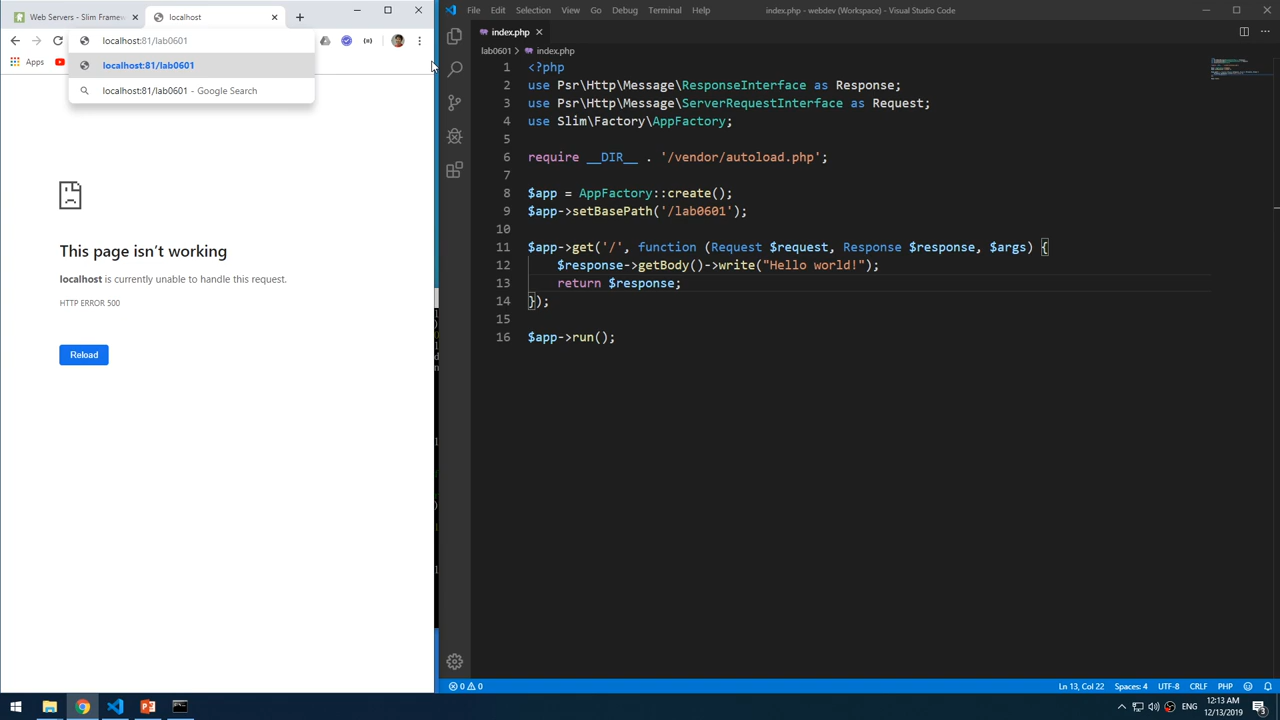 Web Servers - Slim Framew
localhost
localhost:81/lab0601
Apps
localhost:81/lab0601
localhost:81/lab0601 - Google Search
This page isn't working
localhost is currently unable to handle this request.
HTTP ERROR 500
Reload
File Edit Selection View Go Debug Terminal Help
index.php - webdev (Workspace) - Visual Studio Code
index.php
lab0601 > index.php
1 <?php
2 use Psr\Http\Message\ResponseInterface as Response;
3 use Psr\Http\Message\ServerRequestInterface as Request;
4 use Slim\Factory\AppFactory;
5
6 require __DIR__ . '/vendor/autoload.php';
7
8 $app = AppFactory::create();
9 $app->setBasePath('/lab0601');
10
11 $app->get('/', function (Request $request, Response $response, $args) {
12 $response->getBody()->write("Hello world!");
13 return $response;
14 });
15
16 $app->run();
0 0
Ln 13, Col 22 Spaces: 4 UTF-8 CRLF PHP
ENG
12:13 AM
12/13/2019
3